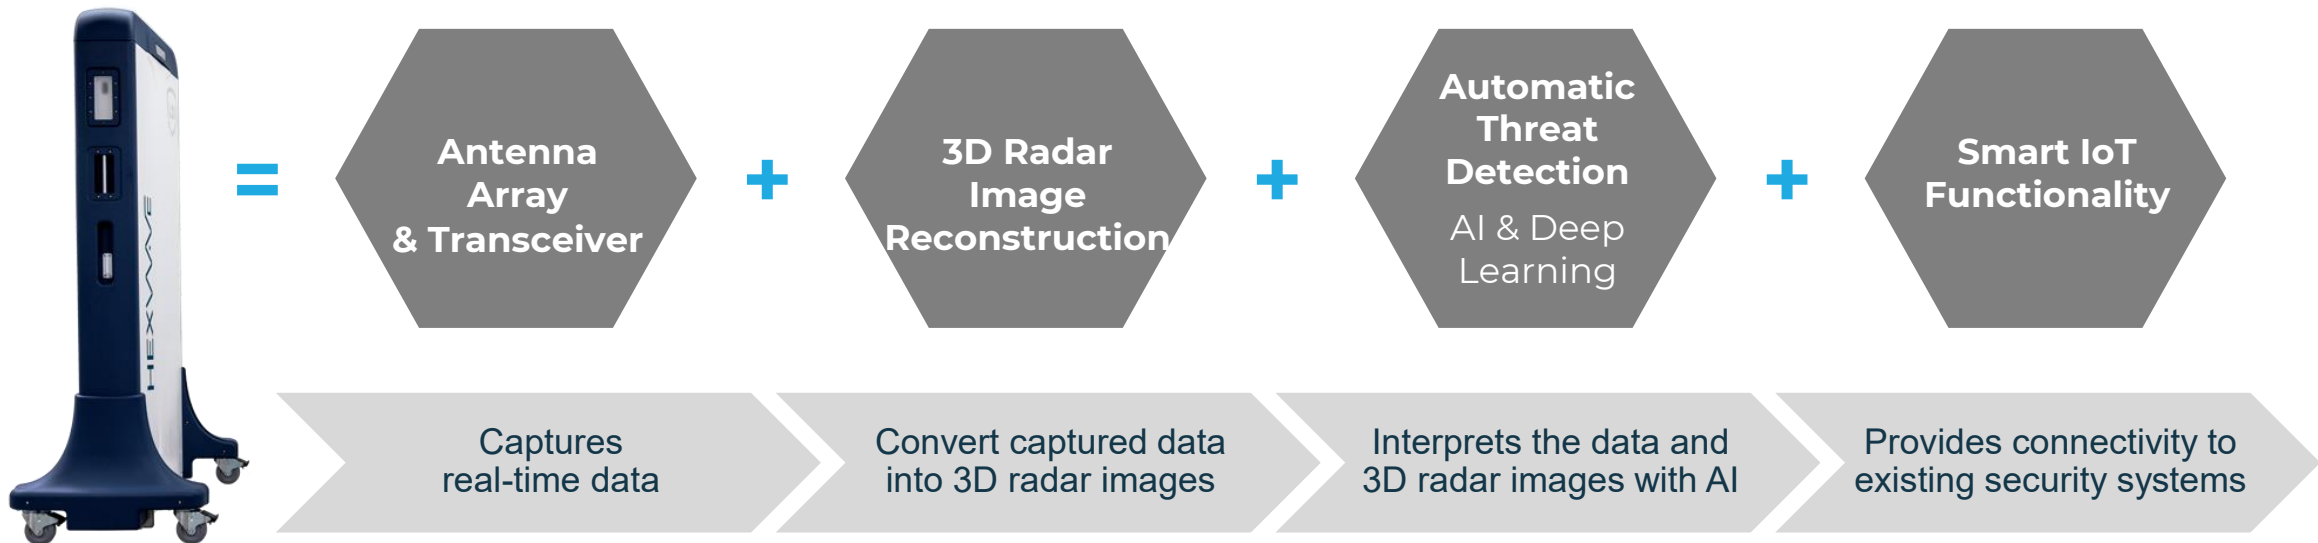 HEXWAVE
=
Antenna
Array
& Transceiver
+
3D Radar
Image
Reconstruction
+
Automatic
Threat
Detection
AI & Deep
Learning
+
Smart IoT
Functionality
Captures
real-time data
Convert captured data
into 3D radar images
Interprets the data and
3D radar images with AI
Provides connectivity to
existing security systems